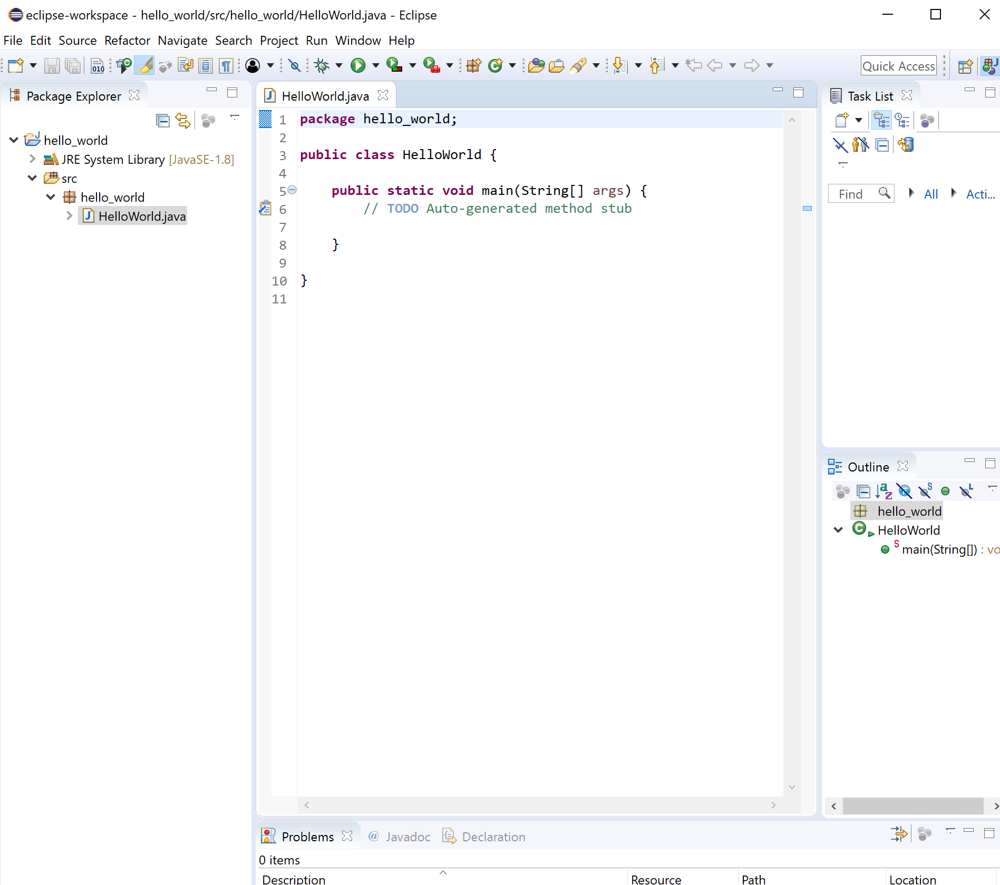 eclipse-workspace - hello_world/src/hello_world/HelloWorld.java - Eclipse
File Edit Source Refactor Navigate Search Project Run Window Help
010
Quick Access
Package Explorer
hello_world
JRE System Library [JavaSE-1.8]
src
hello_world
HelloWorld.java
HelloWorld.java
1 package hello_world;
2
3 public class HelloWorld {
4
5 public static void main(String[] args) {
6 // TODO Auto-generated method stub
7
8 }
9
10 }
11
Task List
Find
All
Acti...
Outline
hello_world
HelloWorld
main(String[]) : vo
Problems
@ Javadoc
Declaration
0 items
Description Resource Path Location